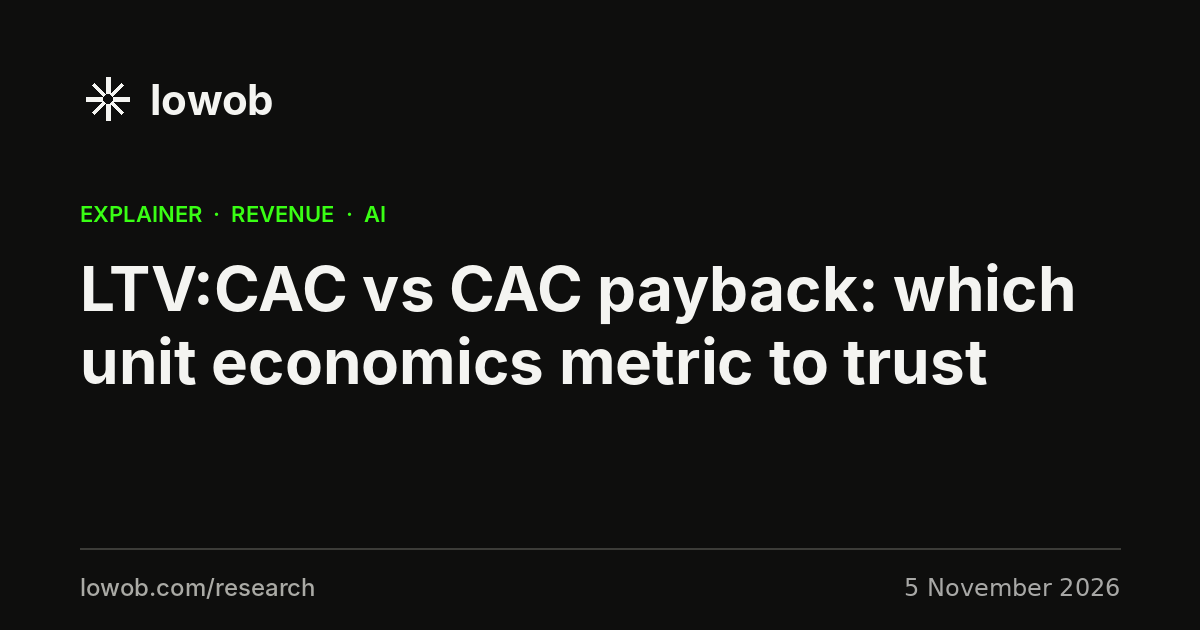 lowob
EXPLAINER · REVENUE · AI
LTV:CAC vs CAC payback: which
unit economics metric to trust
lowob.com/research
5 November 2026